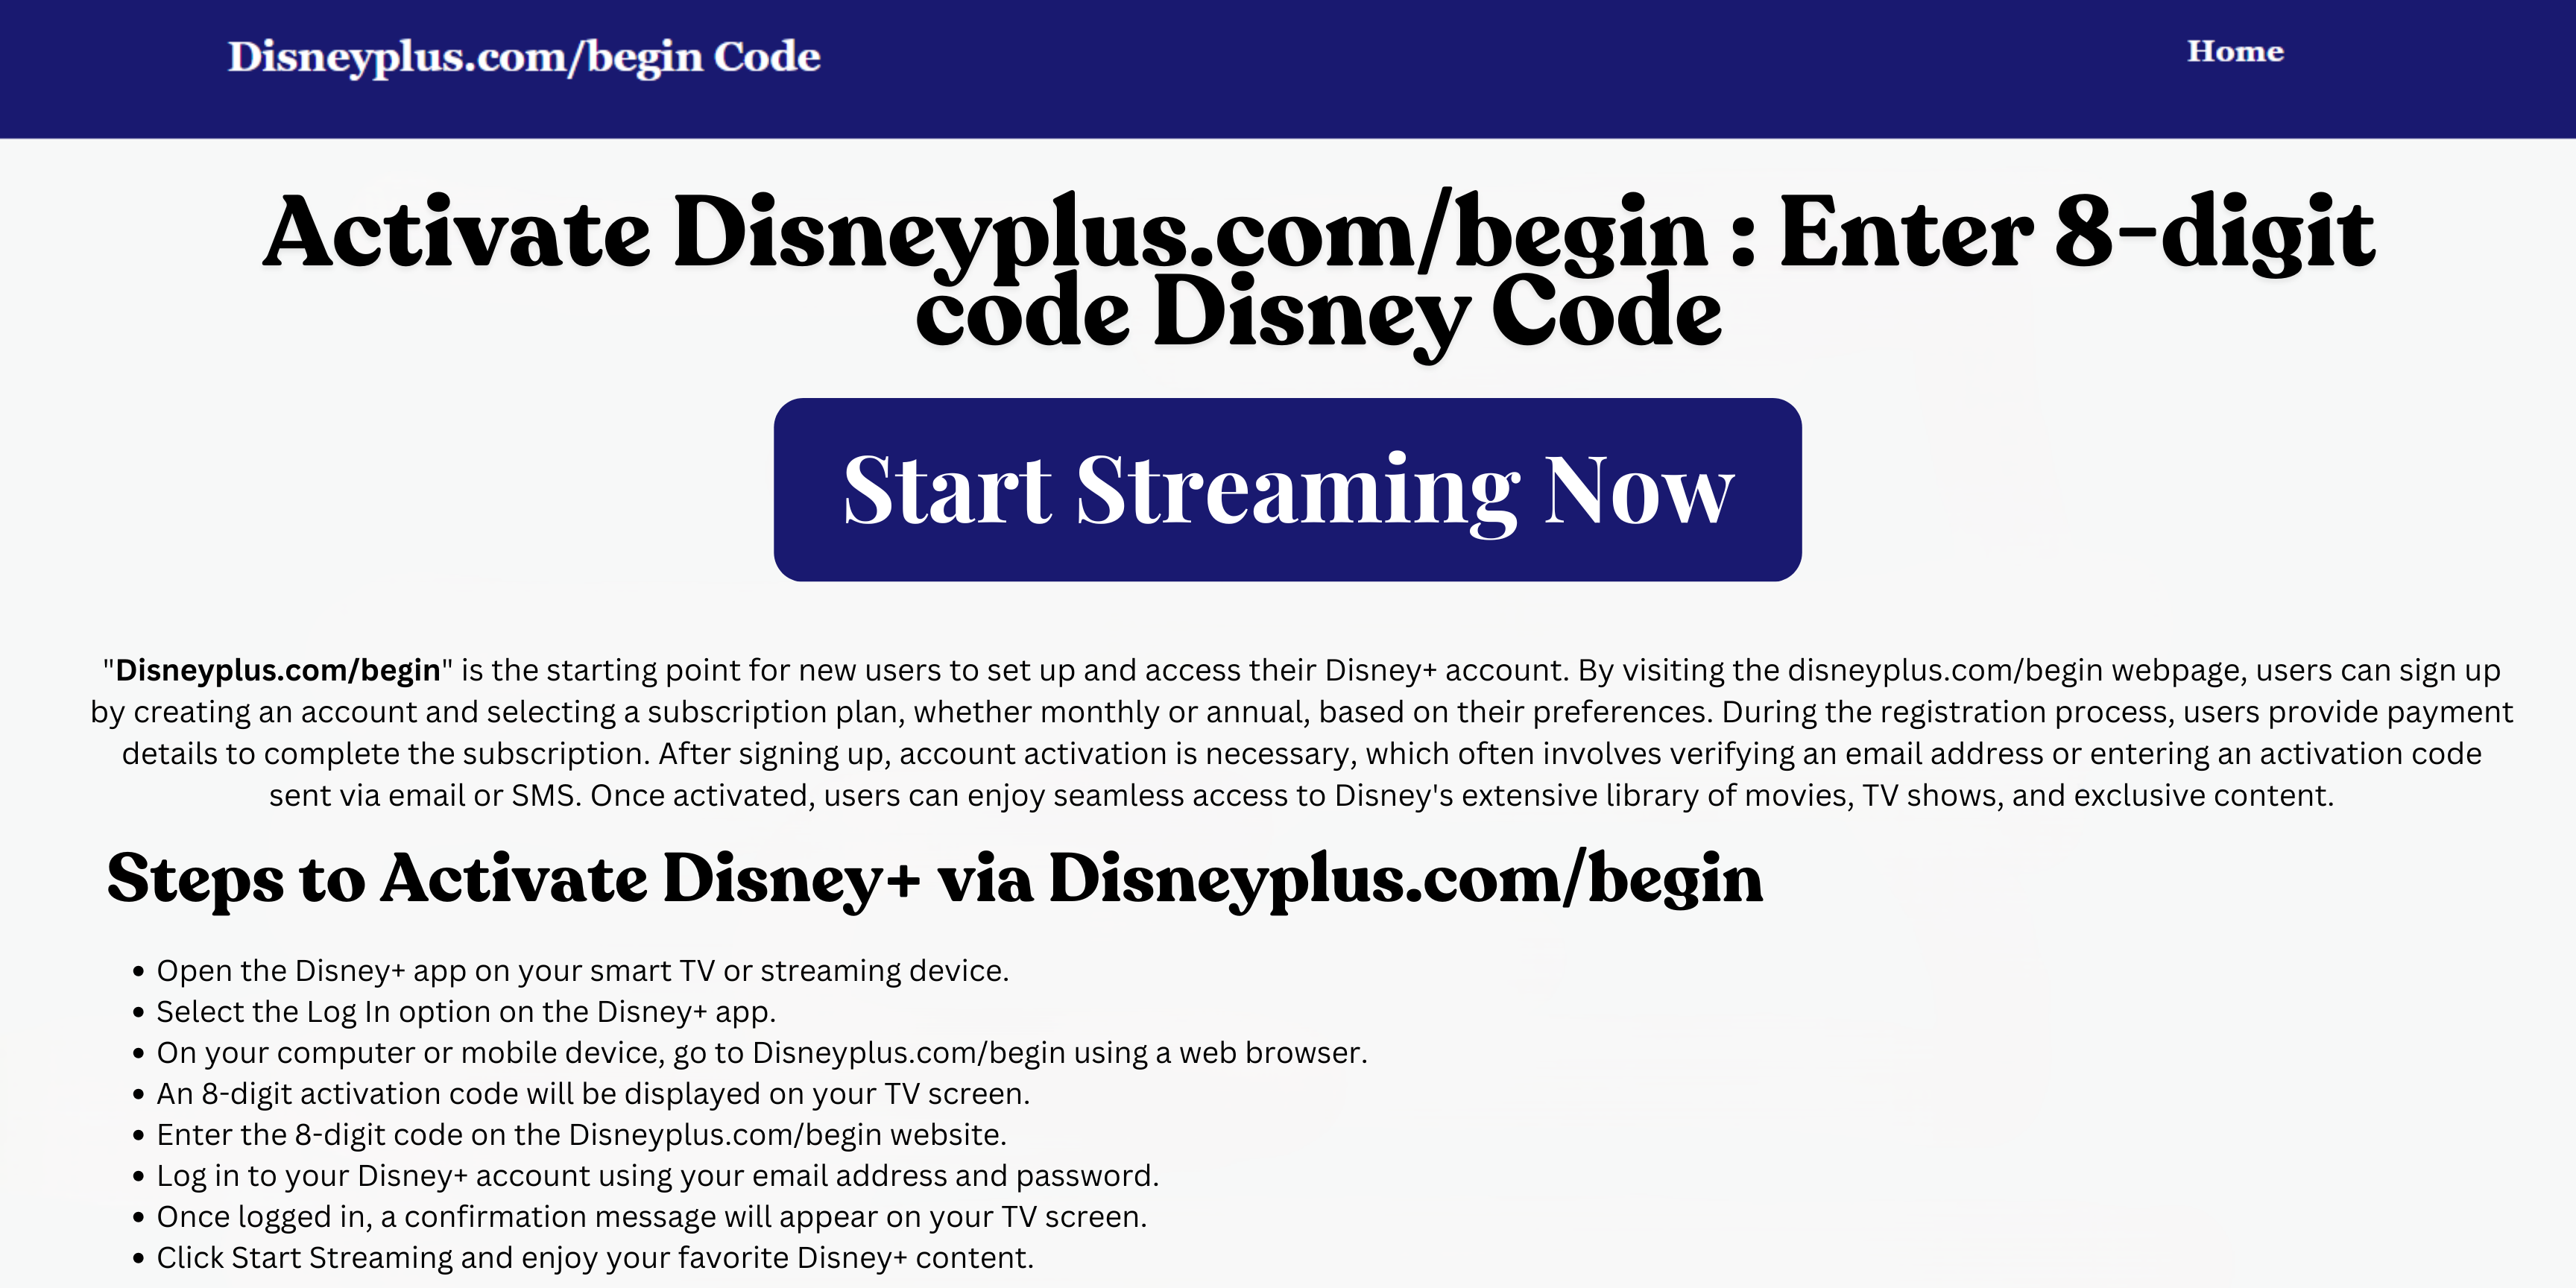 Disneyplus.com/begin Code
Home
Activate Disneyplus.com/begin : Enter 8-digit
code Disney Code
Start Streaming Now
"Disneyplus.com/begin" is the starting point for new users to set up and access their Disney+ account. By visiting the disneyplus.com/begin webpage, users can sign up
by creating an account and selecting a subscription plan, whether monthly or annual, based on their preferences. During the registration process, users provide payment
details to complete the subscription. After signing up, account activation is necessary, which often involves verifying an email address or entering an activation code
sent via email or SMS. Once activated, users can enjoy seamless access to Disney's extensive library of movies, TV shows, and exclusive content.
Steps to Activate Disney+ via Disneyplus.com/begin
• Open the Disney+ app on your smart TV or streaming device.
• Select the Log In option on the Disney+ app.
• On your computer or mobile device, go to Disneyplus.com/begin using a web browser.
• An 8-digit activation code will be displayed on your TV screen.
• Enter the 8-digit code on the Disneyplus.com/begin website.
• Log in to your Disney+ account using your email address and password.
• Once logged in, a confirmation message will appear on your TV screen.
• Click Start Streaming and enjoy your favorite Disney+ content.